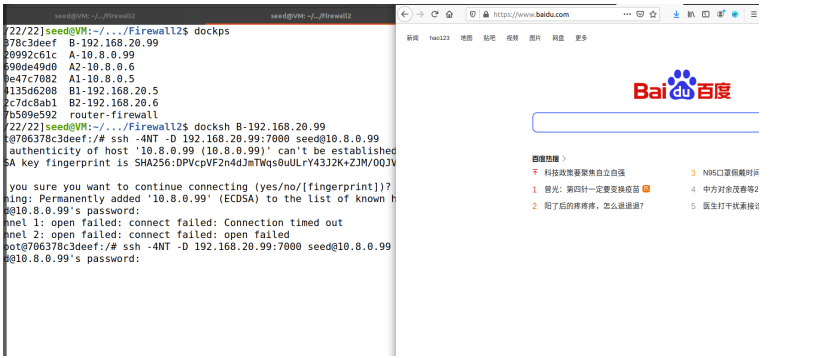 seed@VM: ~/.../Firewall2
seed@VM: ~/.../Firewall2
/22/22]seed@VM:~/.../Firewall2$ dockps
378c3deef B-192.168.20.99
20992c61c A-10.8.0.99
590de49d0 A2-10.8.0.6
0e47c7082 A1-10.8.0.5
4135d6208 B1-192.168.20.5
2c7dc8ab1 B2-192.168.20.6
7b509e592 router-firewall
/22/22]seed@VM:~/.../Firewall2$ docksh B-192.168.20.99
t@706378c3deef:/# ssh -4NT -D 192.168.20.99:7000 seed@10.8.0.99
authenticity of host '10.8.0.99 (10.8.0.99)' can't be established
SA key fingerprint is SHA256:DPVcpVF2n4dJmTWqs0uULrY43J2K+ZJM/OQJV
you sure you want to continue connecting (yes/no/[fingerprint])?
ning: Permanently added '10.8.0.99' (ECDSA) to the list of known h
d@10.8.0.99's password:
nnel 1: open failed: connect failed: Connection timed out
nnel 2: open failed: connect failed: open failed
oot@706378c3deef:/# ssh -4NT -D 192.168.20.99:7000 seed@10.8.0.99
d@10.8.0.99's password:
https://www.baidu.com
新闻 hao123 地图 贴吧 视频 图片 网盘 更多
Bai du 百度
百度热搜 >
科技政策要聚焦自立自强
1 曾光：第四针一定要变换疫苗 热
2 阳了后的疼疼疼，怎么退退退？
3 N95口罩佩戴时间
4 中方对余茂春等2
5 医生打干扰素接诊